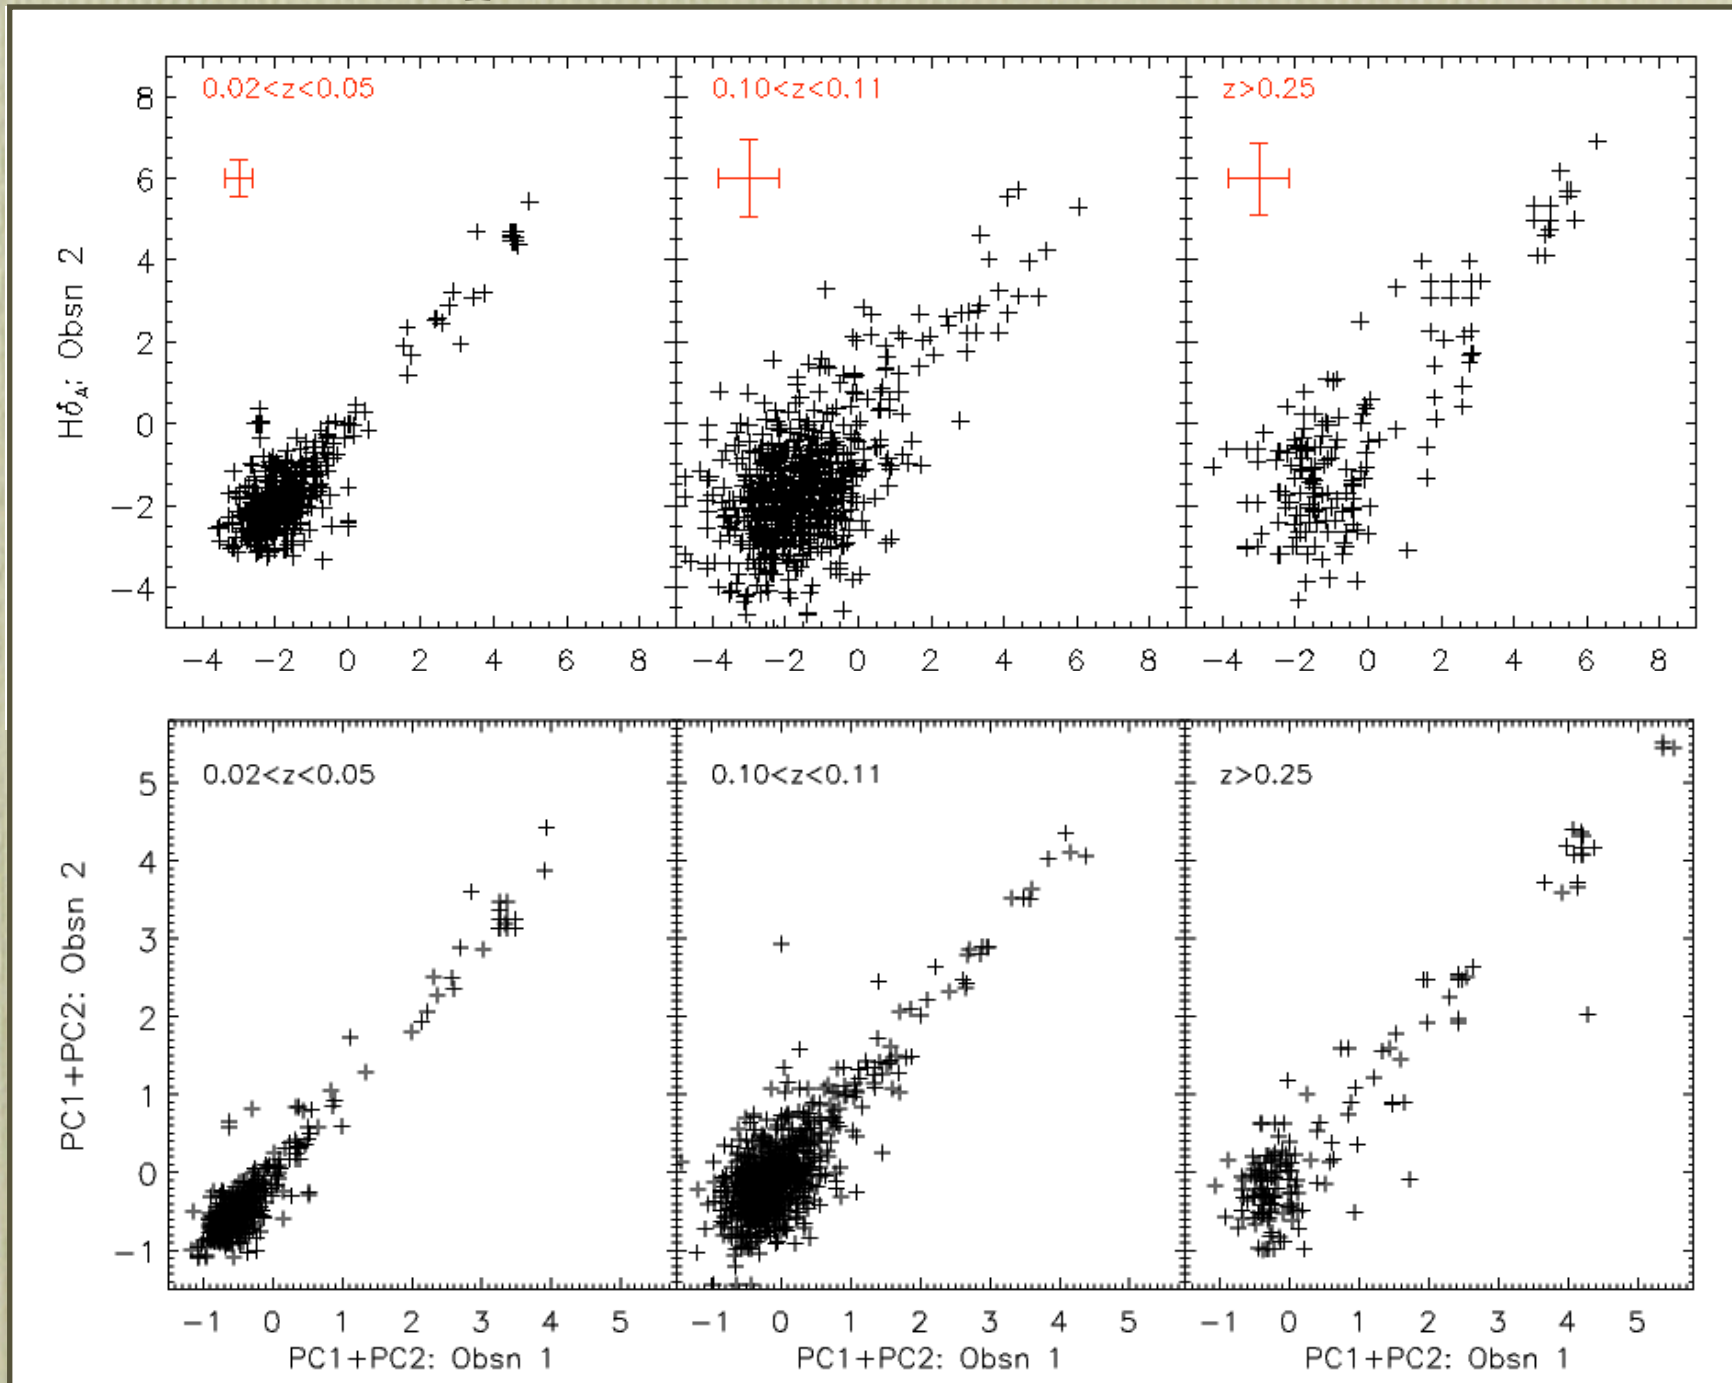 0.02<z<0.05
0.10<z<0.11
z>0.25
8
6
4
2
0
−2
−4
Hδ_A: Obsn 2
−4 −2 0 2 4 6 8
−4 −2 0 2 4 6 8
−4 −2 0 2 4 6 8
0.02<z<0.05
0.10<z<0.11
z>0.25
5
4
3
2
1
0
−1
PC1+PC2: Obsn 2
−1 0 1 2 3 4 5
−1 0 1 2 3 4 5
−1 0 1 2 3 4 5
PC1+PC2: Obsn 1
PC1+PC2: Obsn 1
PC1+PC2: Obsn 1